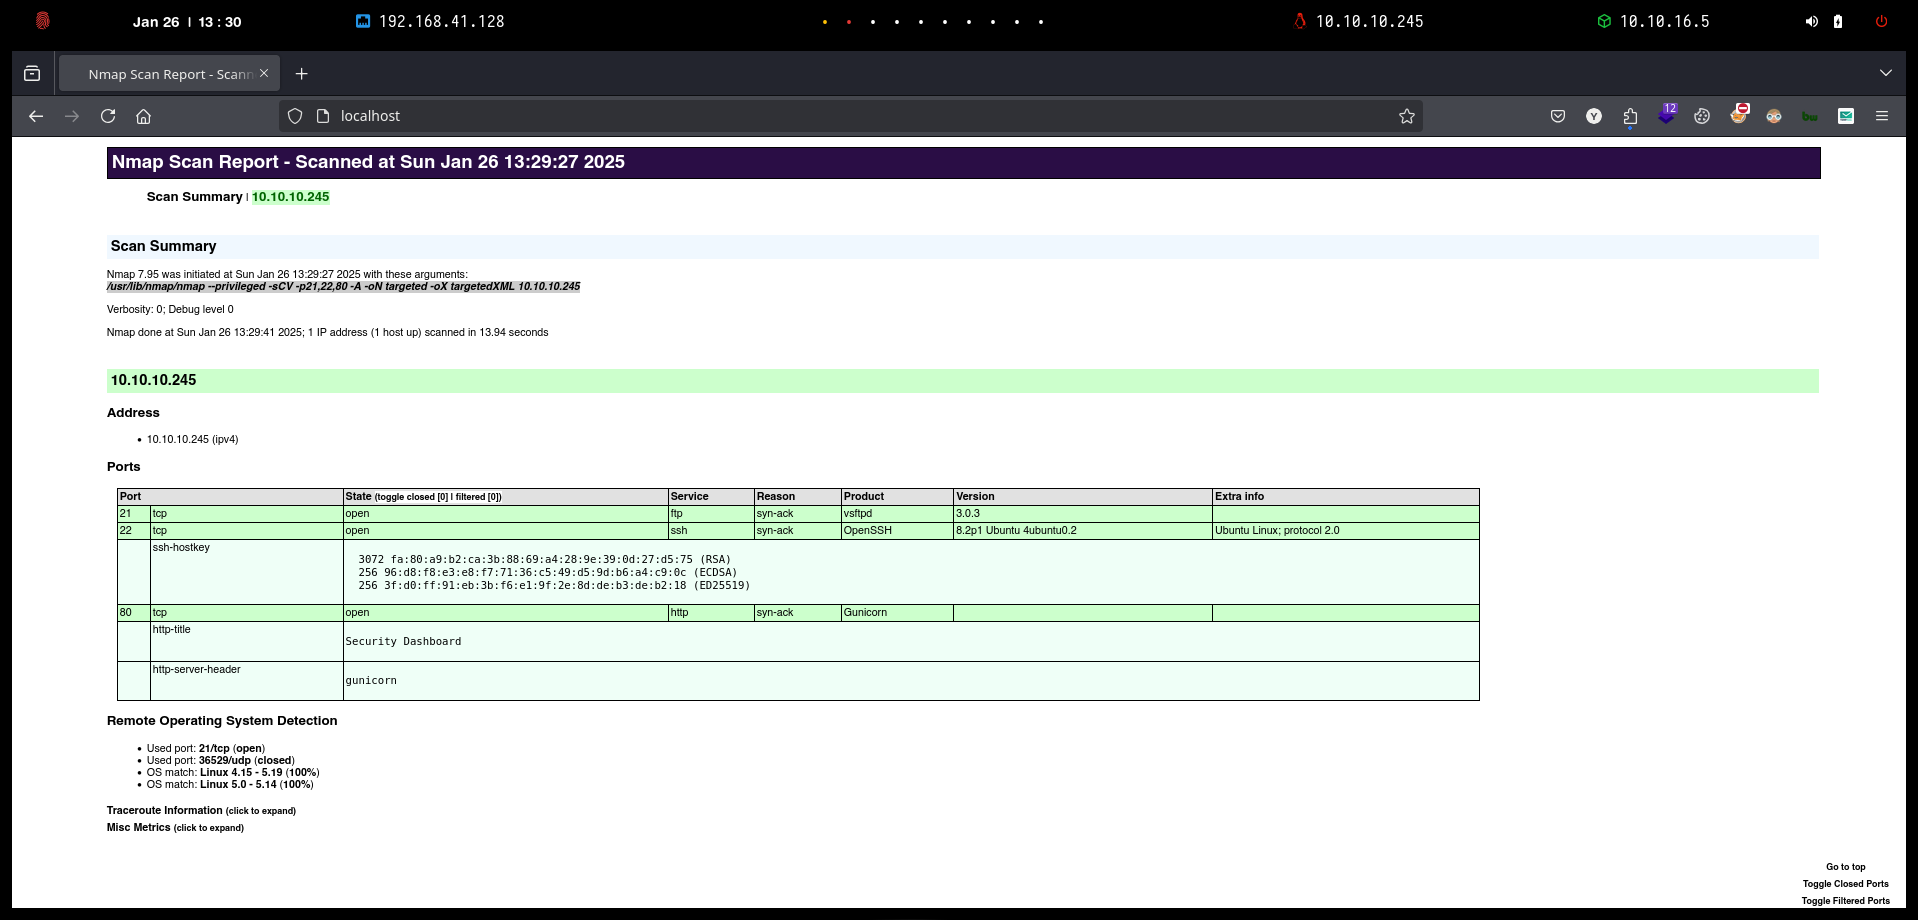 Jan 26 | 13 : 30
192.168.41.128
10.10.10.245
10.10.16.5
Nmap Scan Report - Scann
localhost
Y
12
bw
Nmap Scan Report - Scanned at Sun Jan 26 13:29:27 2025
Scan Summary | 10.10.10.245
Scan Summary
Nmap 7.95 was initiated at Sun Jan 26 13:29:27 2025 with these arguments:
/usr/lib/nmap/nmap --privileged -sCV -p21,22,80 -A -oN targeted -oX targetedXML 10.10.10.245
Verbosity: 0; Debug level 0
Nmap done at Sun Jan 26 13:29:41 2025; 1 IP address (1 host up) scanned in 13.94 seconds
10.10.10.245
Address
• 10.10.10.245 (ipv4)
Ports
Port State (toggle closed [0] | filtered [0]) Service Reason Product Version Extra info
21 tcp open ftp syn-ack vsftpd 3.0.3
22 tcp open ssh syn-ack OpenSSH 8.2p1 Ubuntu 4ubuntu0.2 Ubuntu Linux; protocol 2.0
ssh-hostkey
3072 fa:80:a9:b2:ca:3b:88:69:a4:28:9e:39:0d:27:d5:75 (RSA)
256 96:d8:f8:e3:e8:f7:71:36:c5:49:d5:9d:b6:a4:c9:0c (ECDSA)
256 3f:d0:ff:91:eb:3b:f6:e1:9f:2e:8d:de:b3:de:b2:18 (ED25519)
80 tcp open http syn-ack Gunicorn
http-title
Security Dashboard
http-server-header
gunicorn
Remote Operating System Detection
• Used port: 21/tcp (open)
• Used port: 36529/udp (closed)
• OS match: Linux 4.15 - 5.19 (100%)
• OS match: Linux 5.0 - 5.14 (100%)
Traceroute Information (click to expand)
Misc Metrics (click to expand)
Go to top
Toggle Closed Ports
Toggle Filtered Ports